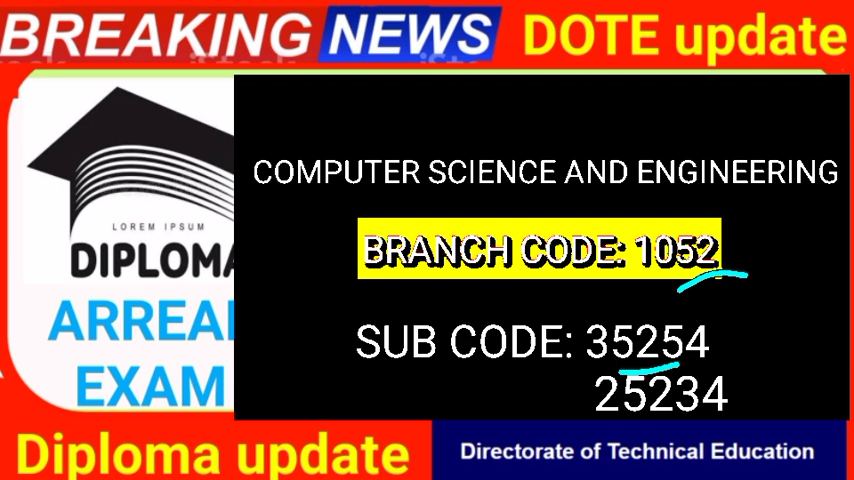 BREAKING NEWS DOTE update
COMPUTER SCIENCE AND ENGINEERING
LOREM IPSUM
DIPLOMA
BRANCH CODE: 1052
ARREA
EXAM
SUB CODE: 35254
25234
Diploma update
Directorate of Technical Education